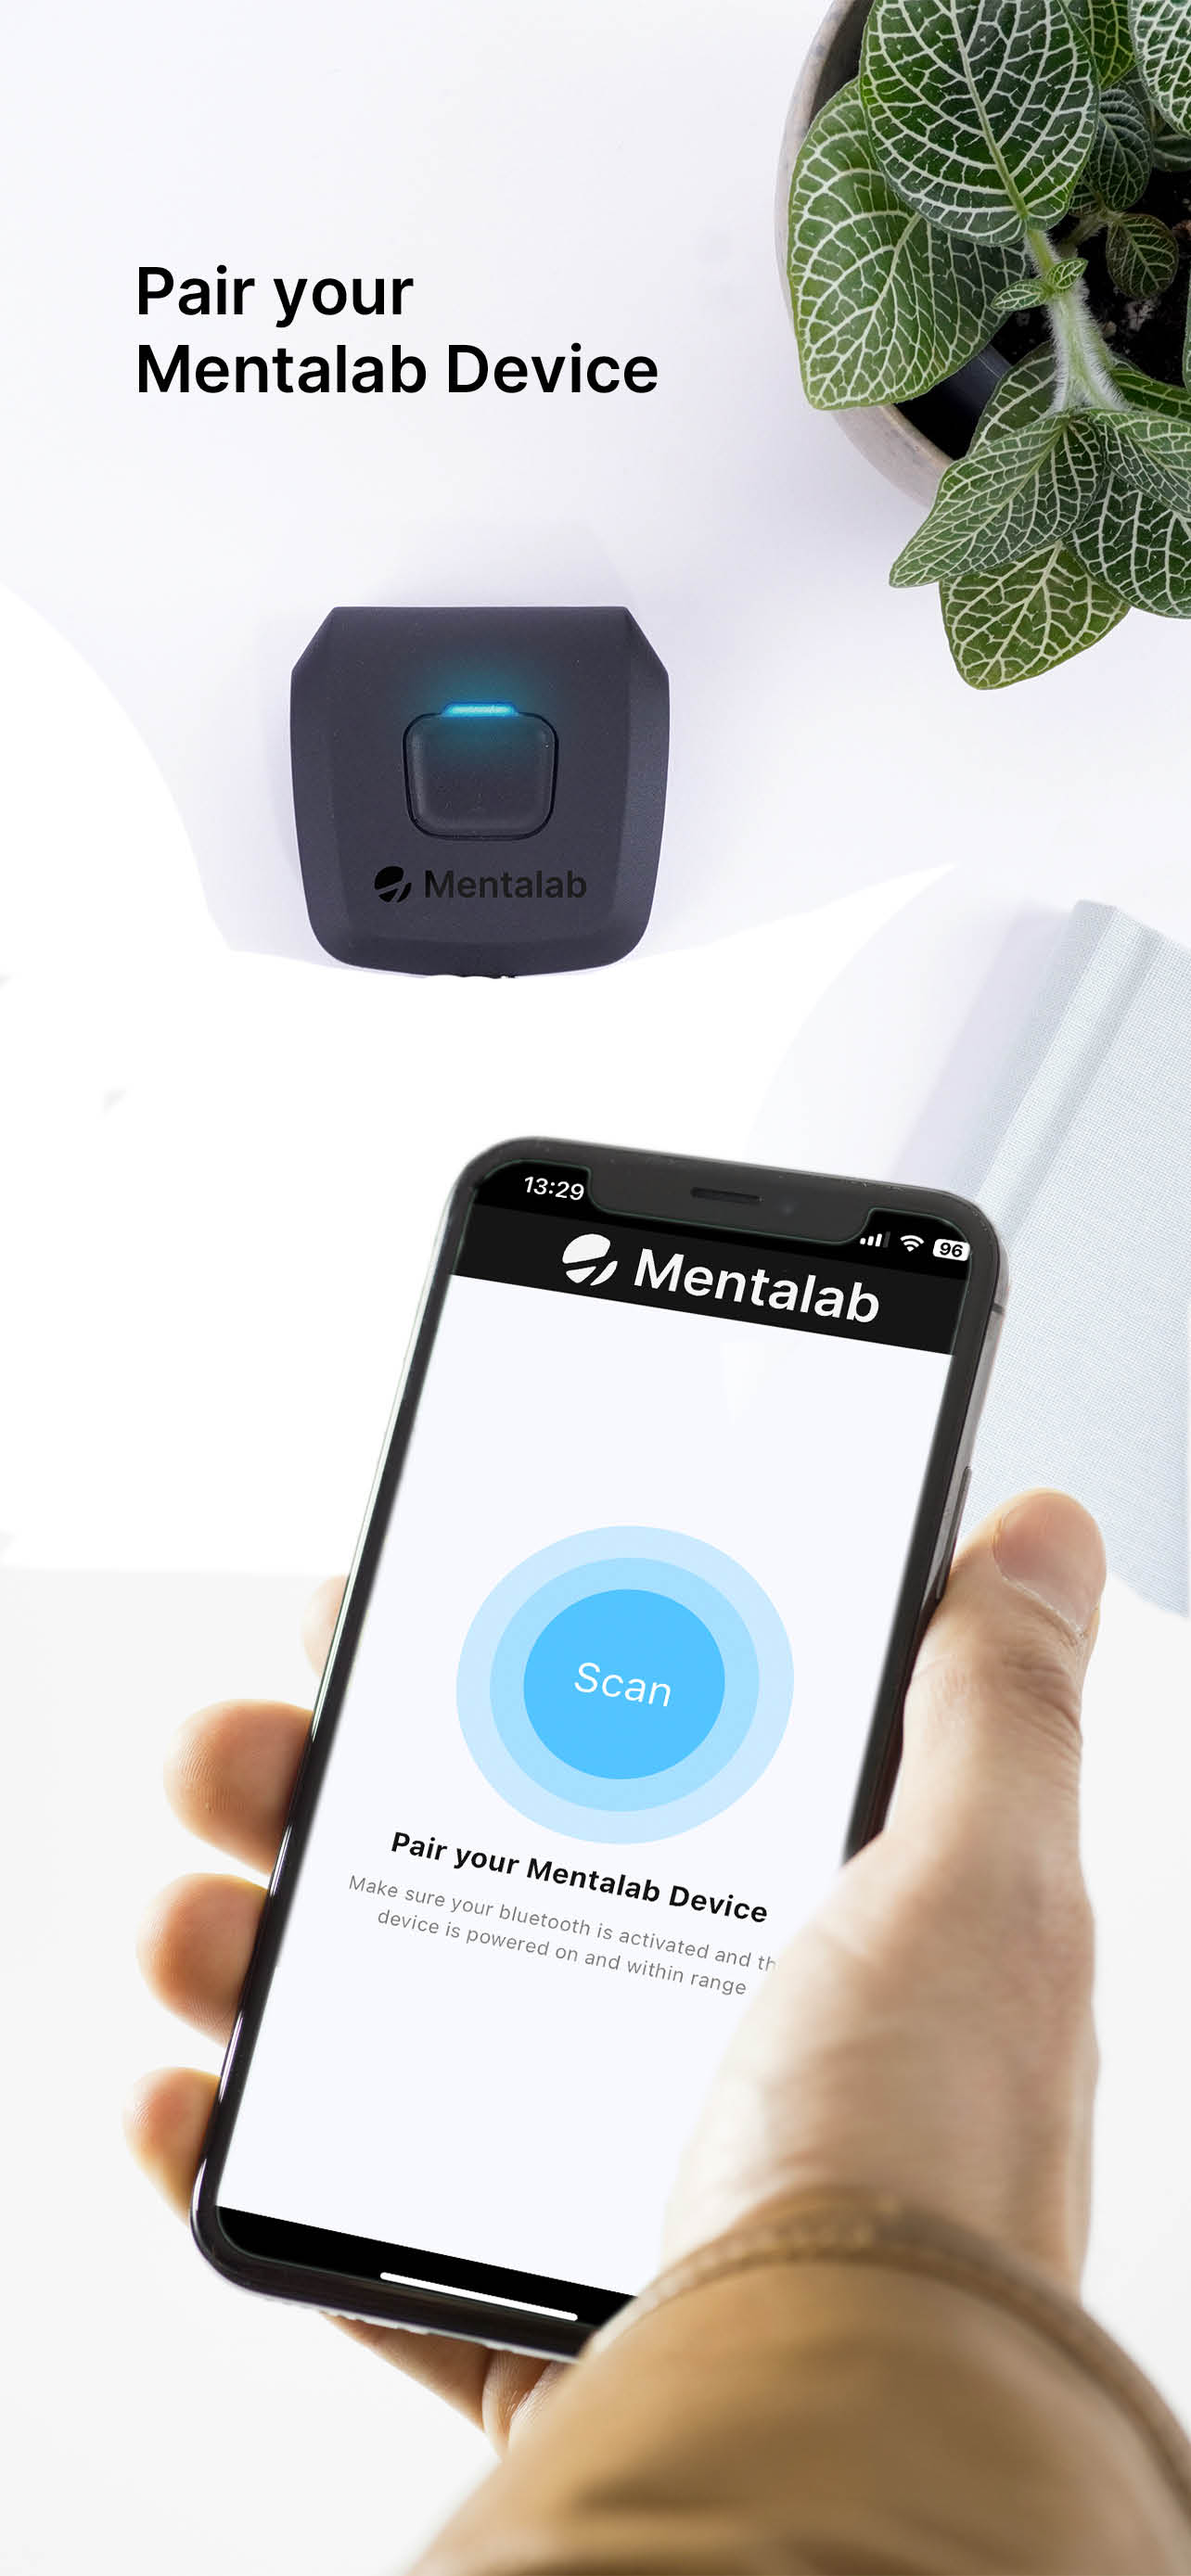 Pair your
Mentalab Device
Mentalab
13:29
96
Mentalab
Scan
Pair your Mentalab Device
Make sure your bluetooth is activated and th
device is powered on and within range